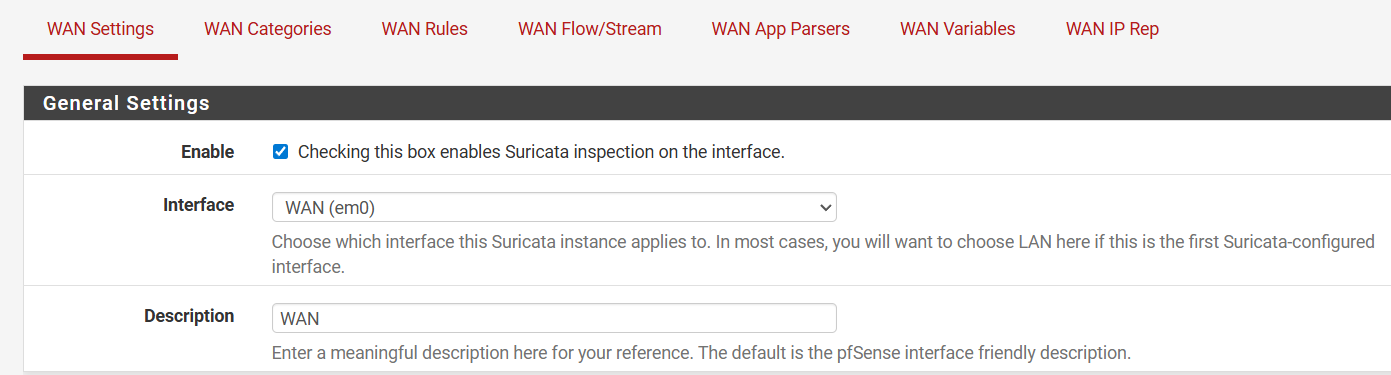 WAN Settings WAN Categories WAN Rules WAN Flow/Stream WAN App Parsers WAN Variables WAN IP Rep
General Settings
Enable Checking this box enables Suricata inspection on the interface.
Interface WAN (em0)
Choose which interface this Suricata instance applies to. In most cases, you will want to choose LAN here if this is the first Suricata-configured
interface.
Description WAN
Enter a meaningful description here for your reference. The default is the pfSense interface friendly description.